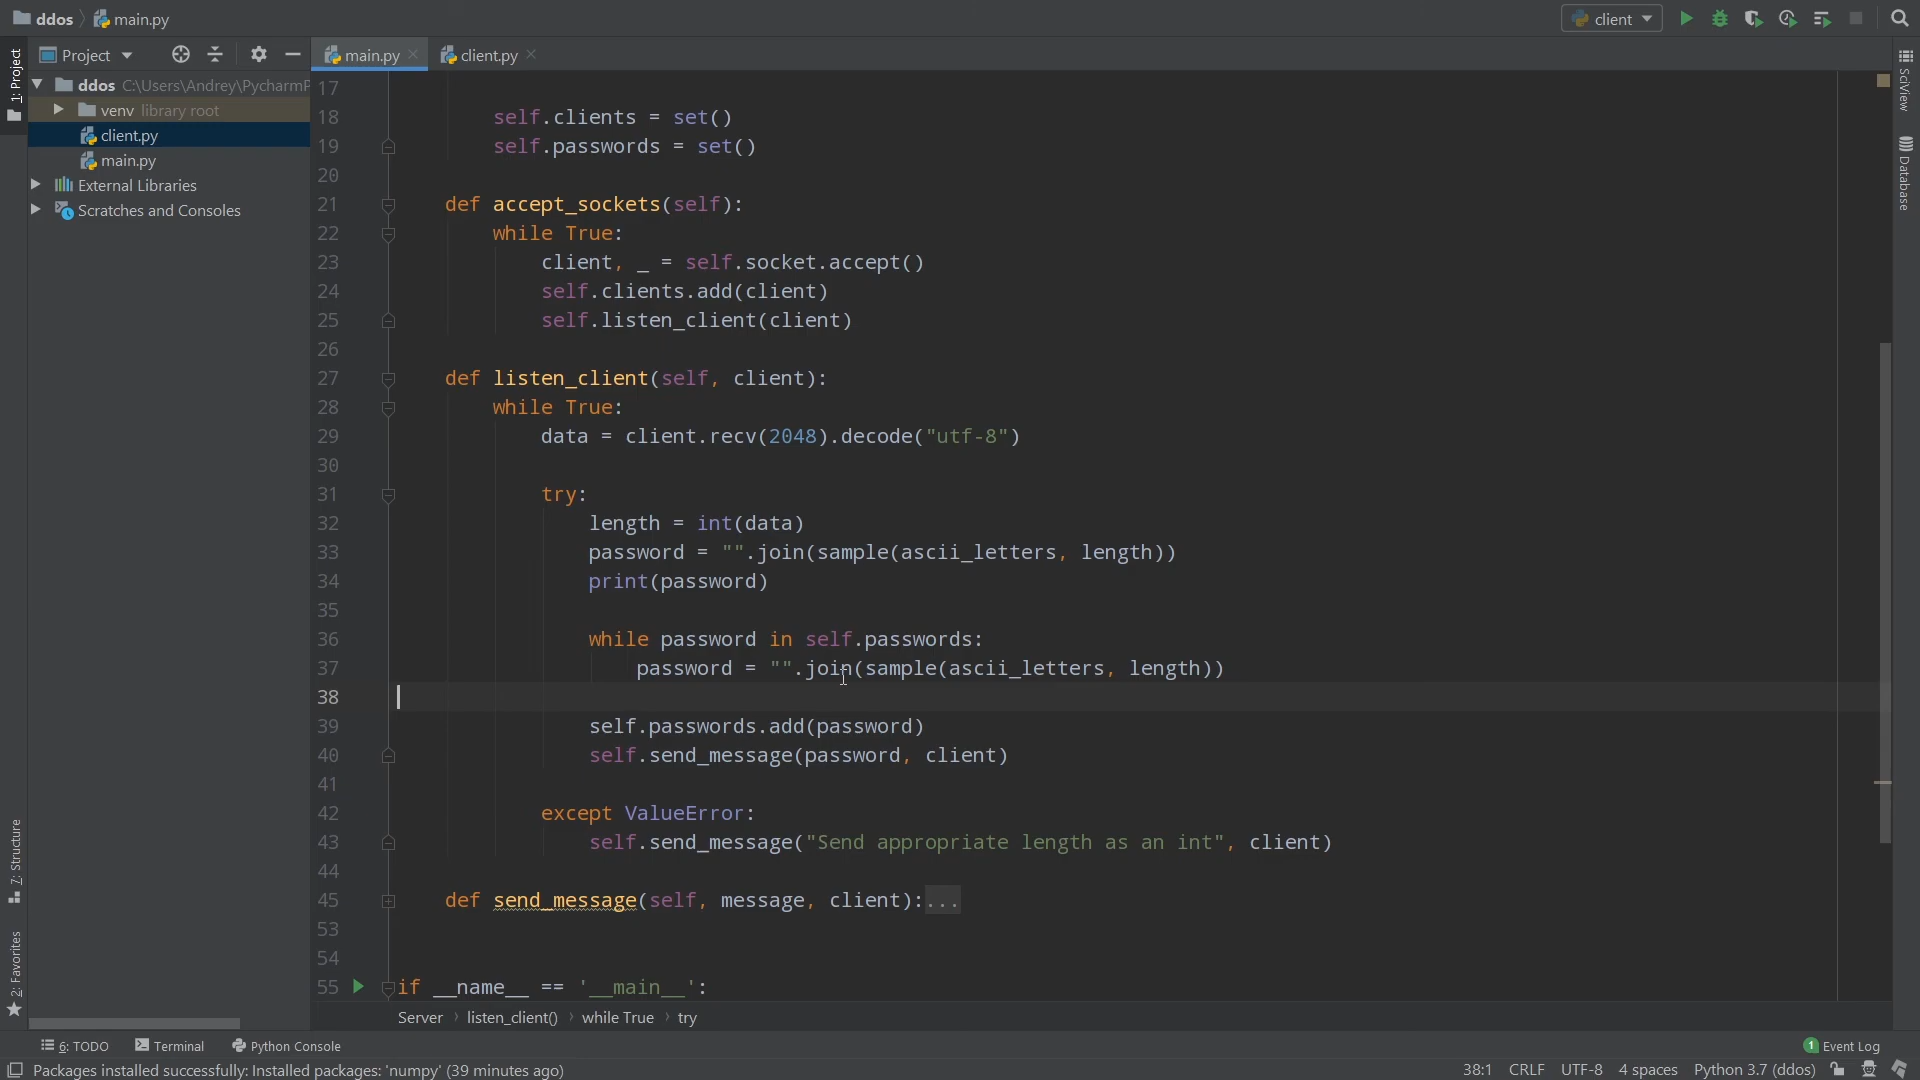 ddos main.py client
Project main.py client.py
1: Project
ddos C:\Users\Andrey\PycharmP
venv library root
client.py
main.py
External Libraries
Scratches and Consoles
17
18 self.clients = set()
19 self.passwords = set()
20
21 def accept_sockets(self):
22 while True:
23 client, _ = self.socket.accept()
24 self.clients.add(client)
25 self.listen_client(client)
26
27 def listen_client(self, client):
28 while True:
29 data = client.recv(2048).decode("utf-8")
30
31 try:
32 length = int(data)
33 password = "".join(sample(ascii_letters, length))
34 print(password)
35
36 while password in self.passwords:
37 password = "".join(sample(ascii_letters, length))
38
39 self.passwords.add(password)
40 self.send_message(password, client)
41
42 except ValueError:
43 self.send_message("Send appropriate length as an int", client)
44
45 def send_message(self, message, client):...
53
54
55 if __name__ == '__main__':
Server listen_client() while True try
SciView
Database
7: Structure
2: Favorites
6: TODO Terminal Python Console 1 Event Log
Packages installed successfully: Installed packages: 'numpy' (39 minutes ago) 38:1 CRLF UTF-8 4 spaces Python 3.7 (ddos)